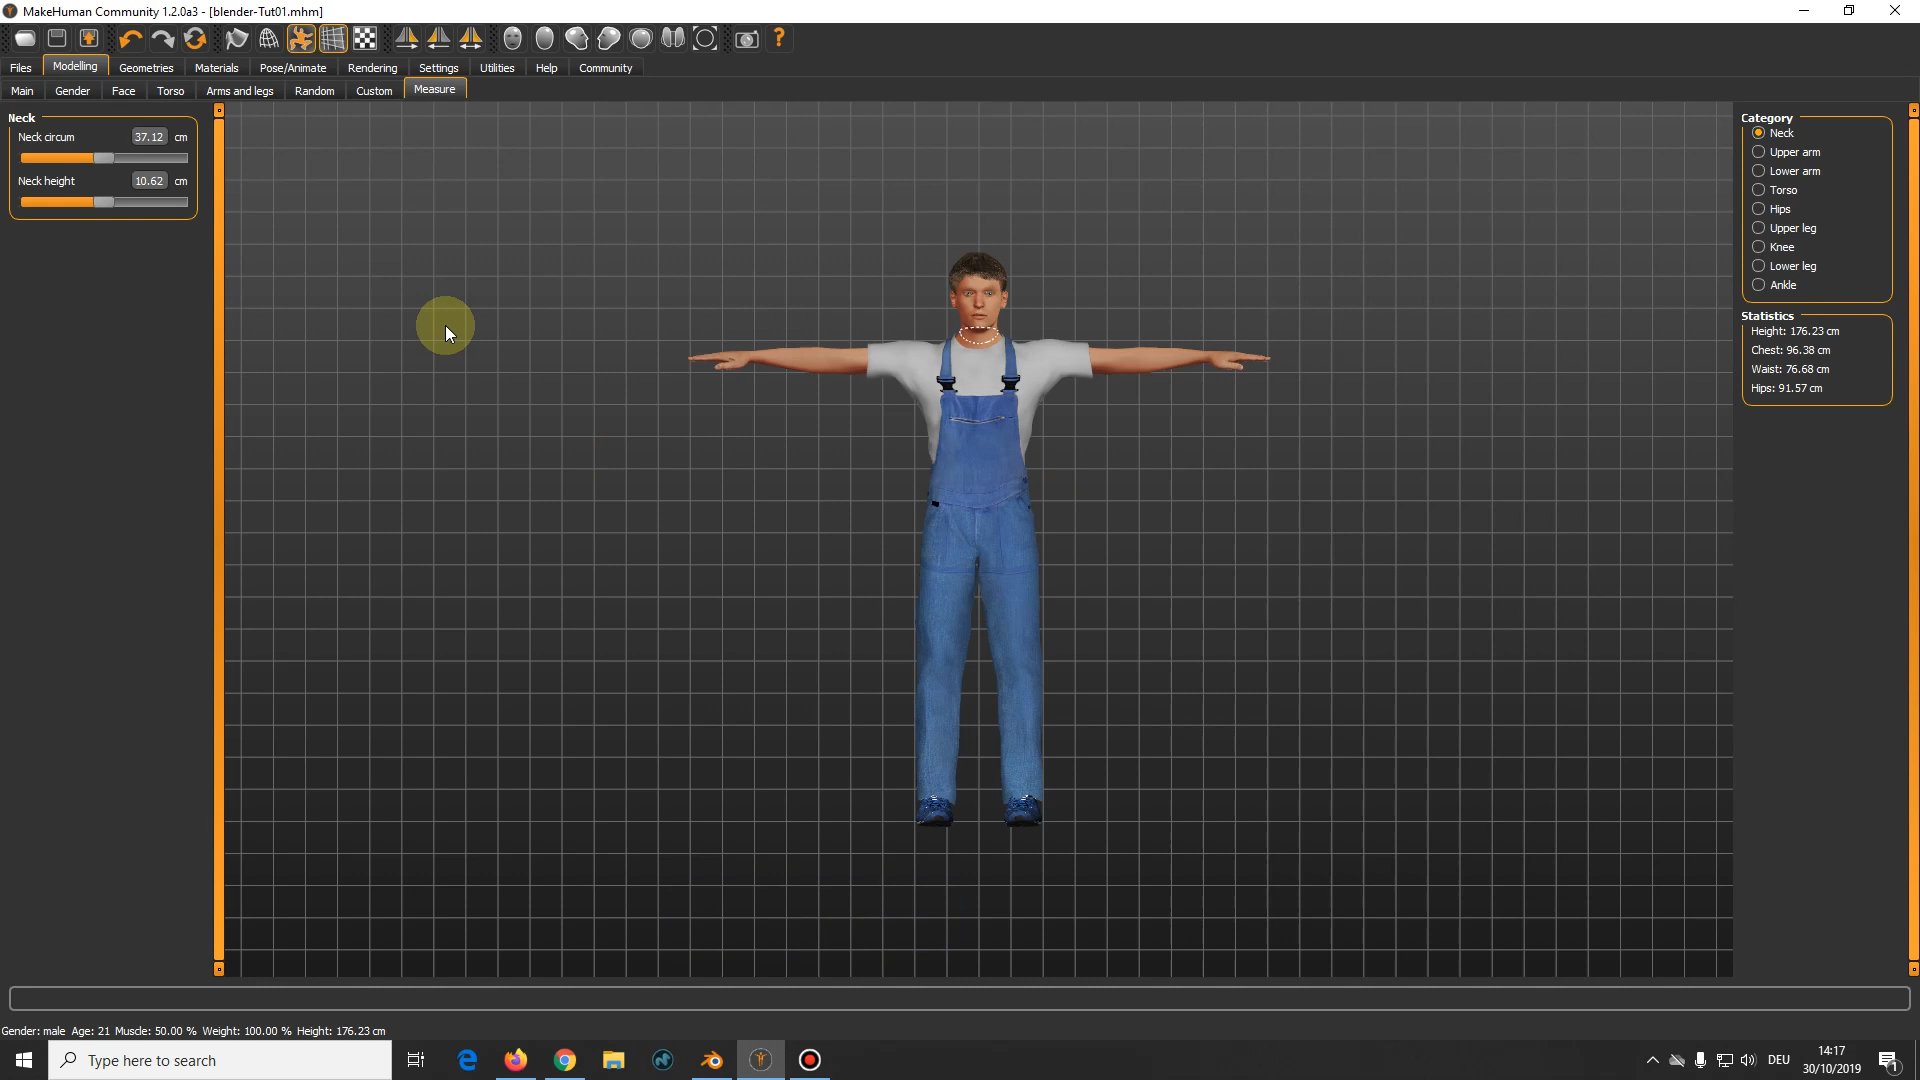 MakeHuman Community 1.2.0a3 - [blender-Tut01.mhm]
Files Modelling Geometries Materials Pose/Animate Rendering Settings Utilities Help Community
Main Gender Face Torso Arms and legs Random Custom Measure
Neck
Neck circum 37.12 cm
Neck height 10.62 cm
Category
Neck
Upper arm
Lower arm
Torso
Hips
Upper leg
Knee
Lower leg
Ankle
Statistics
Height: 176.23 cm
Chest: 96.38 cm
Waist: 76.68 cm
Hips: 91.57 cm
Gender: male Age: 21 Muscle: 50.00 % Weight: 100.00 % Height: 176.23 cm
Type here to search
DEU
14:17
30/10/2019
1